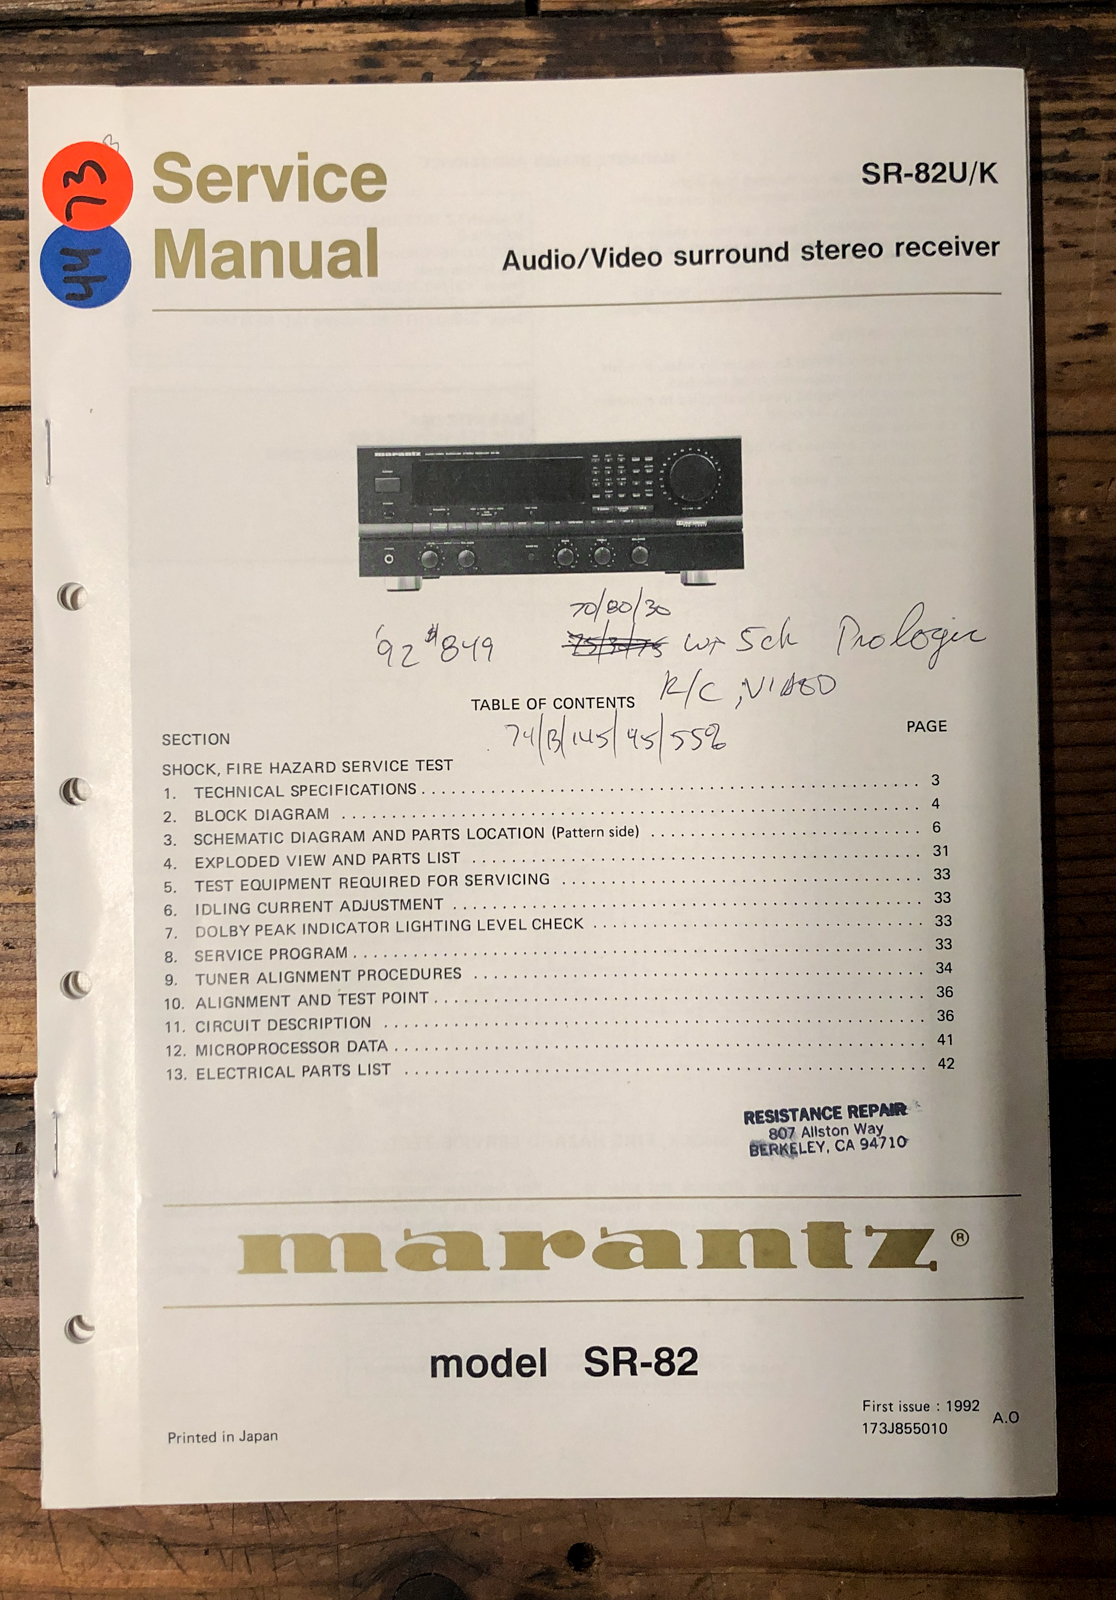 73
44
Service
Manual
SR-82U/K
Audio/Video surround stereo receiver
marantz
70/80/30
'92 $849
wt 5ch Prologic
R/C, VIDEO
TABLE OF CONTENTS
74/B/145/45/55%
SECTION PAGE
SHOCK, FIRE HAZARD SERVICE TEST
1. TECHNICAL SPECIFICATIONS . . . . . . . . . . 3
2. BLOCK DIAGRAM . . . . . . . . . . 4
3. SCHEMATIC DIAGRAM AND PARTS LOCATION (Pattern side) . . . . . . . . . . 6
4. EXPLODED VIEW AND PARTS LIST . . . . . . . . . . 31
5. TEST EQUIPMENT REQUIRED FOR SERVICING . . . . . . . . . . 33
6. IDLING CURRENT ADJUSTMENT . . . . . . . . . . 33
7. DOLBY PEAK INDICATOR LIGHTING LEVEL CHECK . . . . . . . . . . 33
8. SERVICE PROGRAM . . . . . . . . . . 33
9. TUNER ALIGNMENT PROCEDURES . . . . . . . . . . 34
10. ALIGNMENT AND TEST POINT . . . . . . . . . . 36
11. CIRCUIT DESCRIPTION . . . . . . . . . . 36
12. MICROPROCESSOR DATA . . . . . . . . . . 41
13. ELECTRICAL PARTS LIST . . . . . . . . . . 42
RESISTANCE REPAIR
807 Allston Way
BERKELEY, CA 94710
marantz ®
model SR-82
First issue : 1992
173J855010
A.O
Printed in Japan